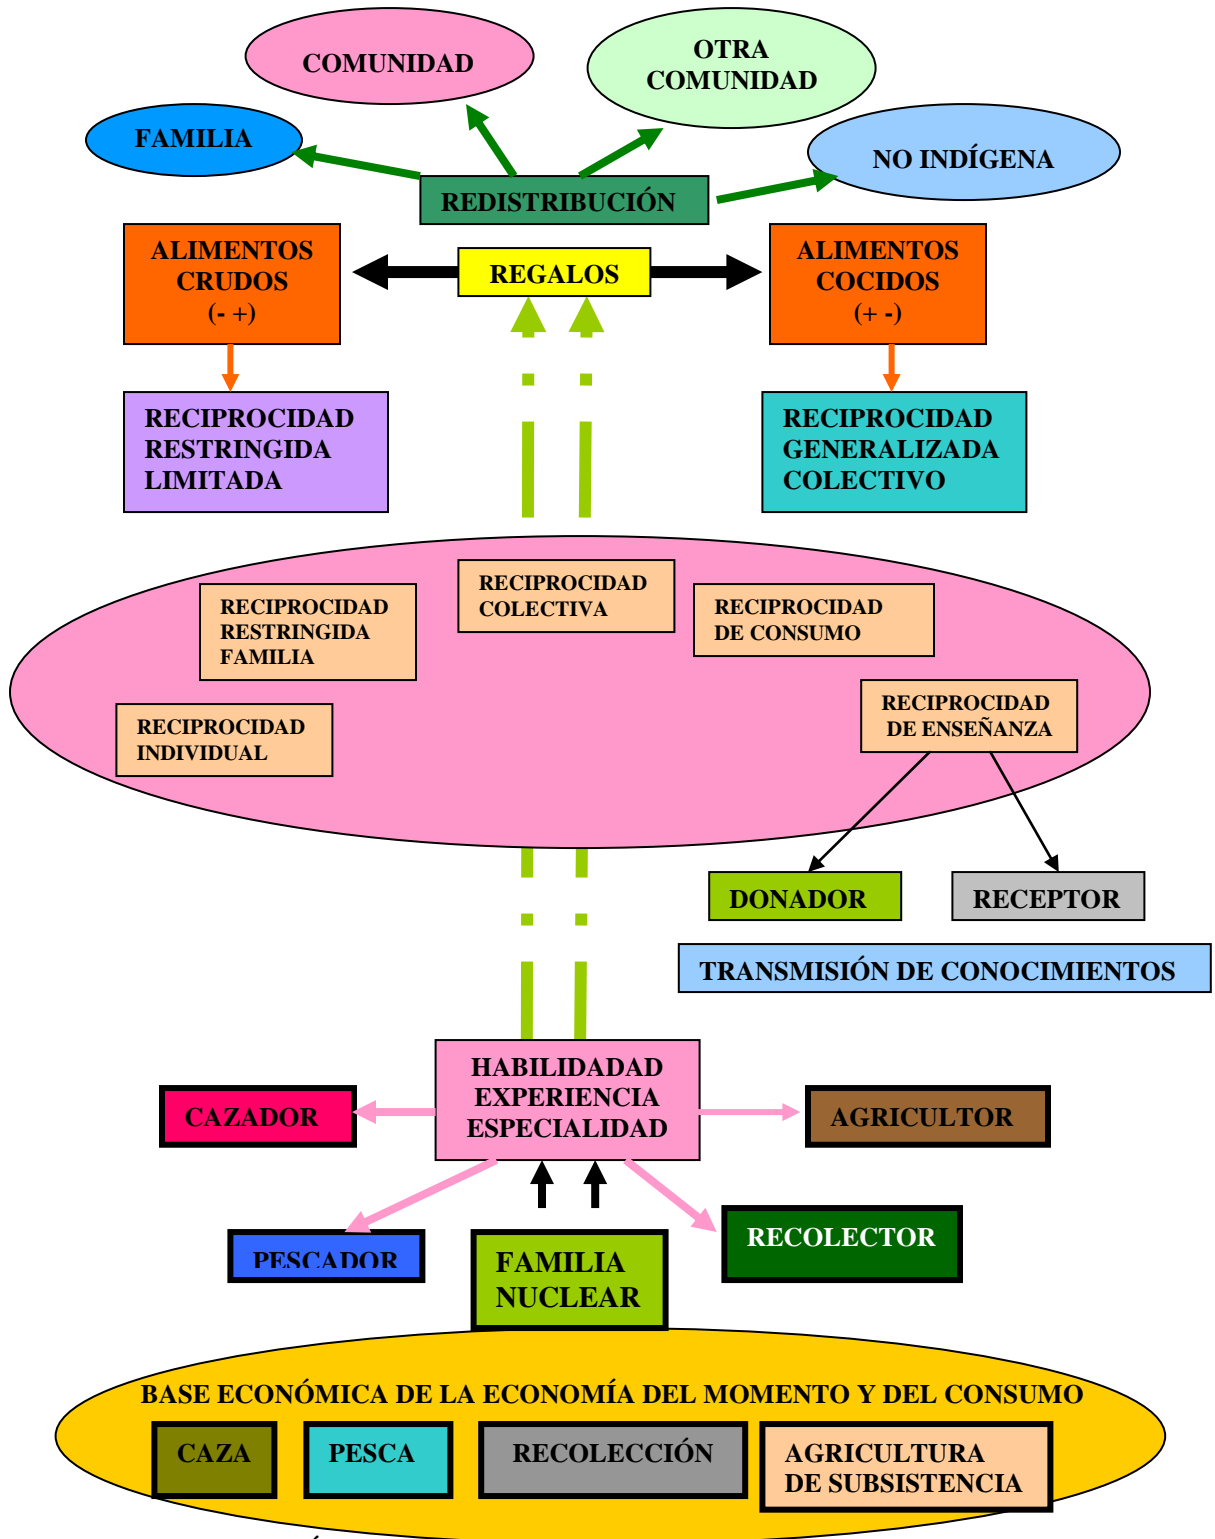 COMUNIDAD
OTRA
COMUNIDAD
FAMILIA
NO INDÍGENA
REDISTRIBUCIÓN
ALIMENTOS
CRUDOS
(- +)
REGALOS
ALIMENTOS
COCIDOS
(+ -)
RECIPROCIDAD
RESTRINGIDA
LIMITADA
RECIPROCIDAD
GENERALIZADA
COLECTIVO
RECIPROCIDAD
COLECTIVA
RECIPROCIDAD
RESTRINGIDA
FAMILIA
RECIPROCIDAD
DE CONSUMO
RECIPROCIDAD
DE ENSEÑANZA
RECIPROCIDAD
INDIVIDUAL
DONADOR
RECEPTOR
TRANSMISIÓN DE CONOCIMIENTOS
HABILIDADAD
EXPERIENCIA
ESPECIALIDAD
CAZADOR
AGRICULTOR
PESCADOR
FAMILIA
NUCLEAR
RECOLECTOR
BASE ECONÓMICA DE LA ECONOMÍA DEL MOMENTO Y DEL CONSUMO
CAZA
PESCA
RECOLECCIÓN
AGRICULTURA
DE SUBSISTENCIA